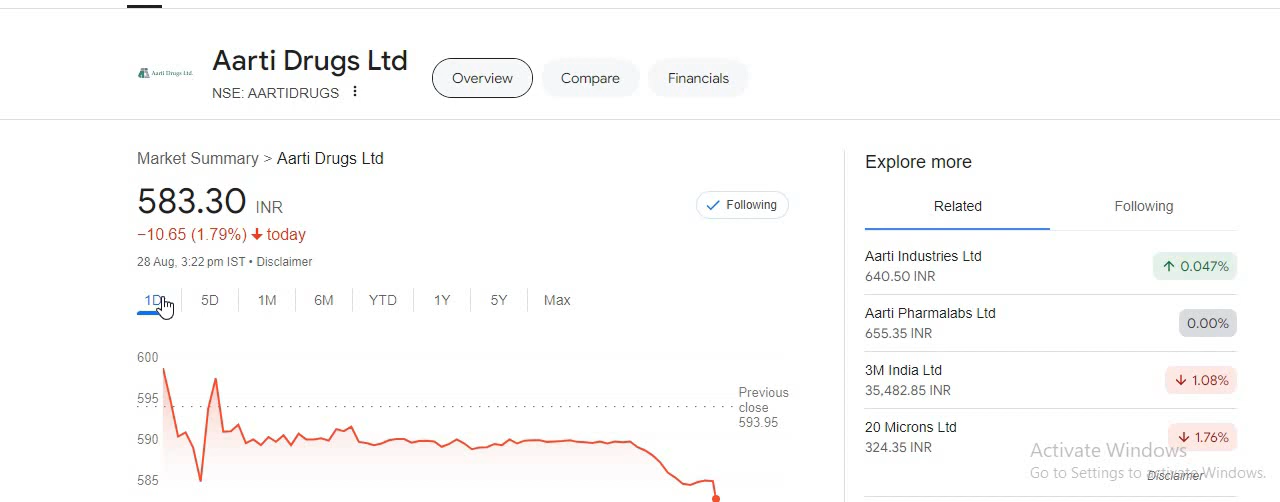 Aarti Drugs Ltd.
Aarti Drugs Ltd
NSE: AARTIDRUGS
Overview
Compare
Financials
Market Summary > Aarti Drugs Ltd
583.30 INR
Following
−10.65 (1.79%) ↓ today
28 Aug, 3:22 pm IST • Disclaimer
1D 5D 1M 6M YTD 1Y 5Y Max
600
595
590
585
Previous
close
593.95
Explore more
Related
Following
Aarti Industries Ltd
640.50 INR
↑ 0.047%
Aarti Pharmalabs Ltd
655.35 INR
0.00%
3M India Ltd
35,482.85 INR
↓ 1.08%
20 Microns Ltd
324.35 INR
↓ 1.76%
Activate Windows
Go to Settings to activate Windows.
Disclaimer